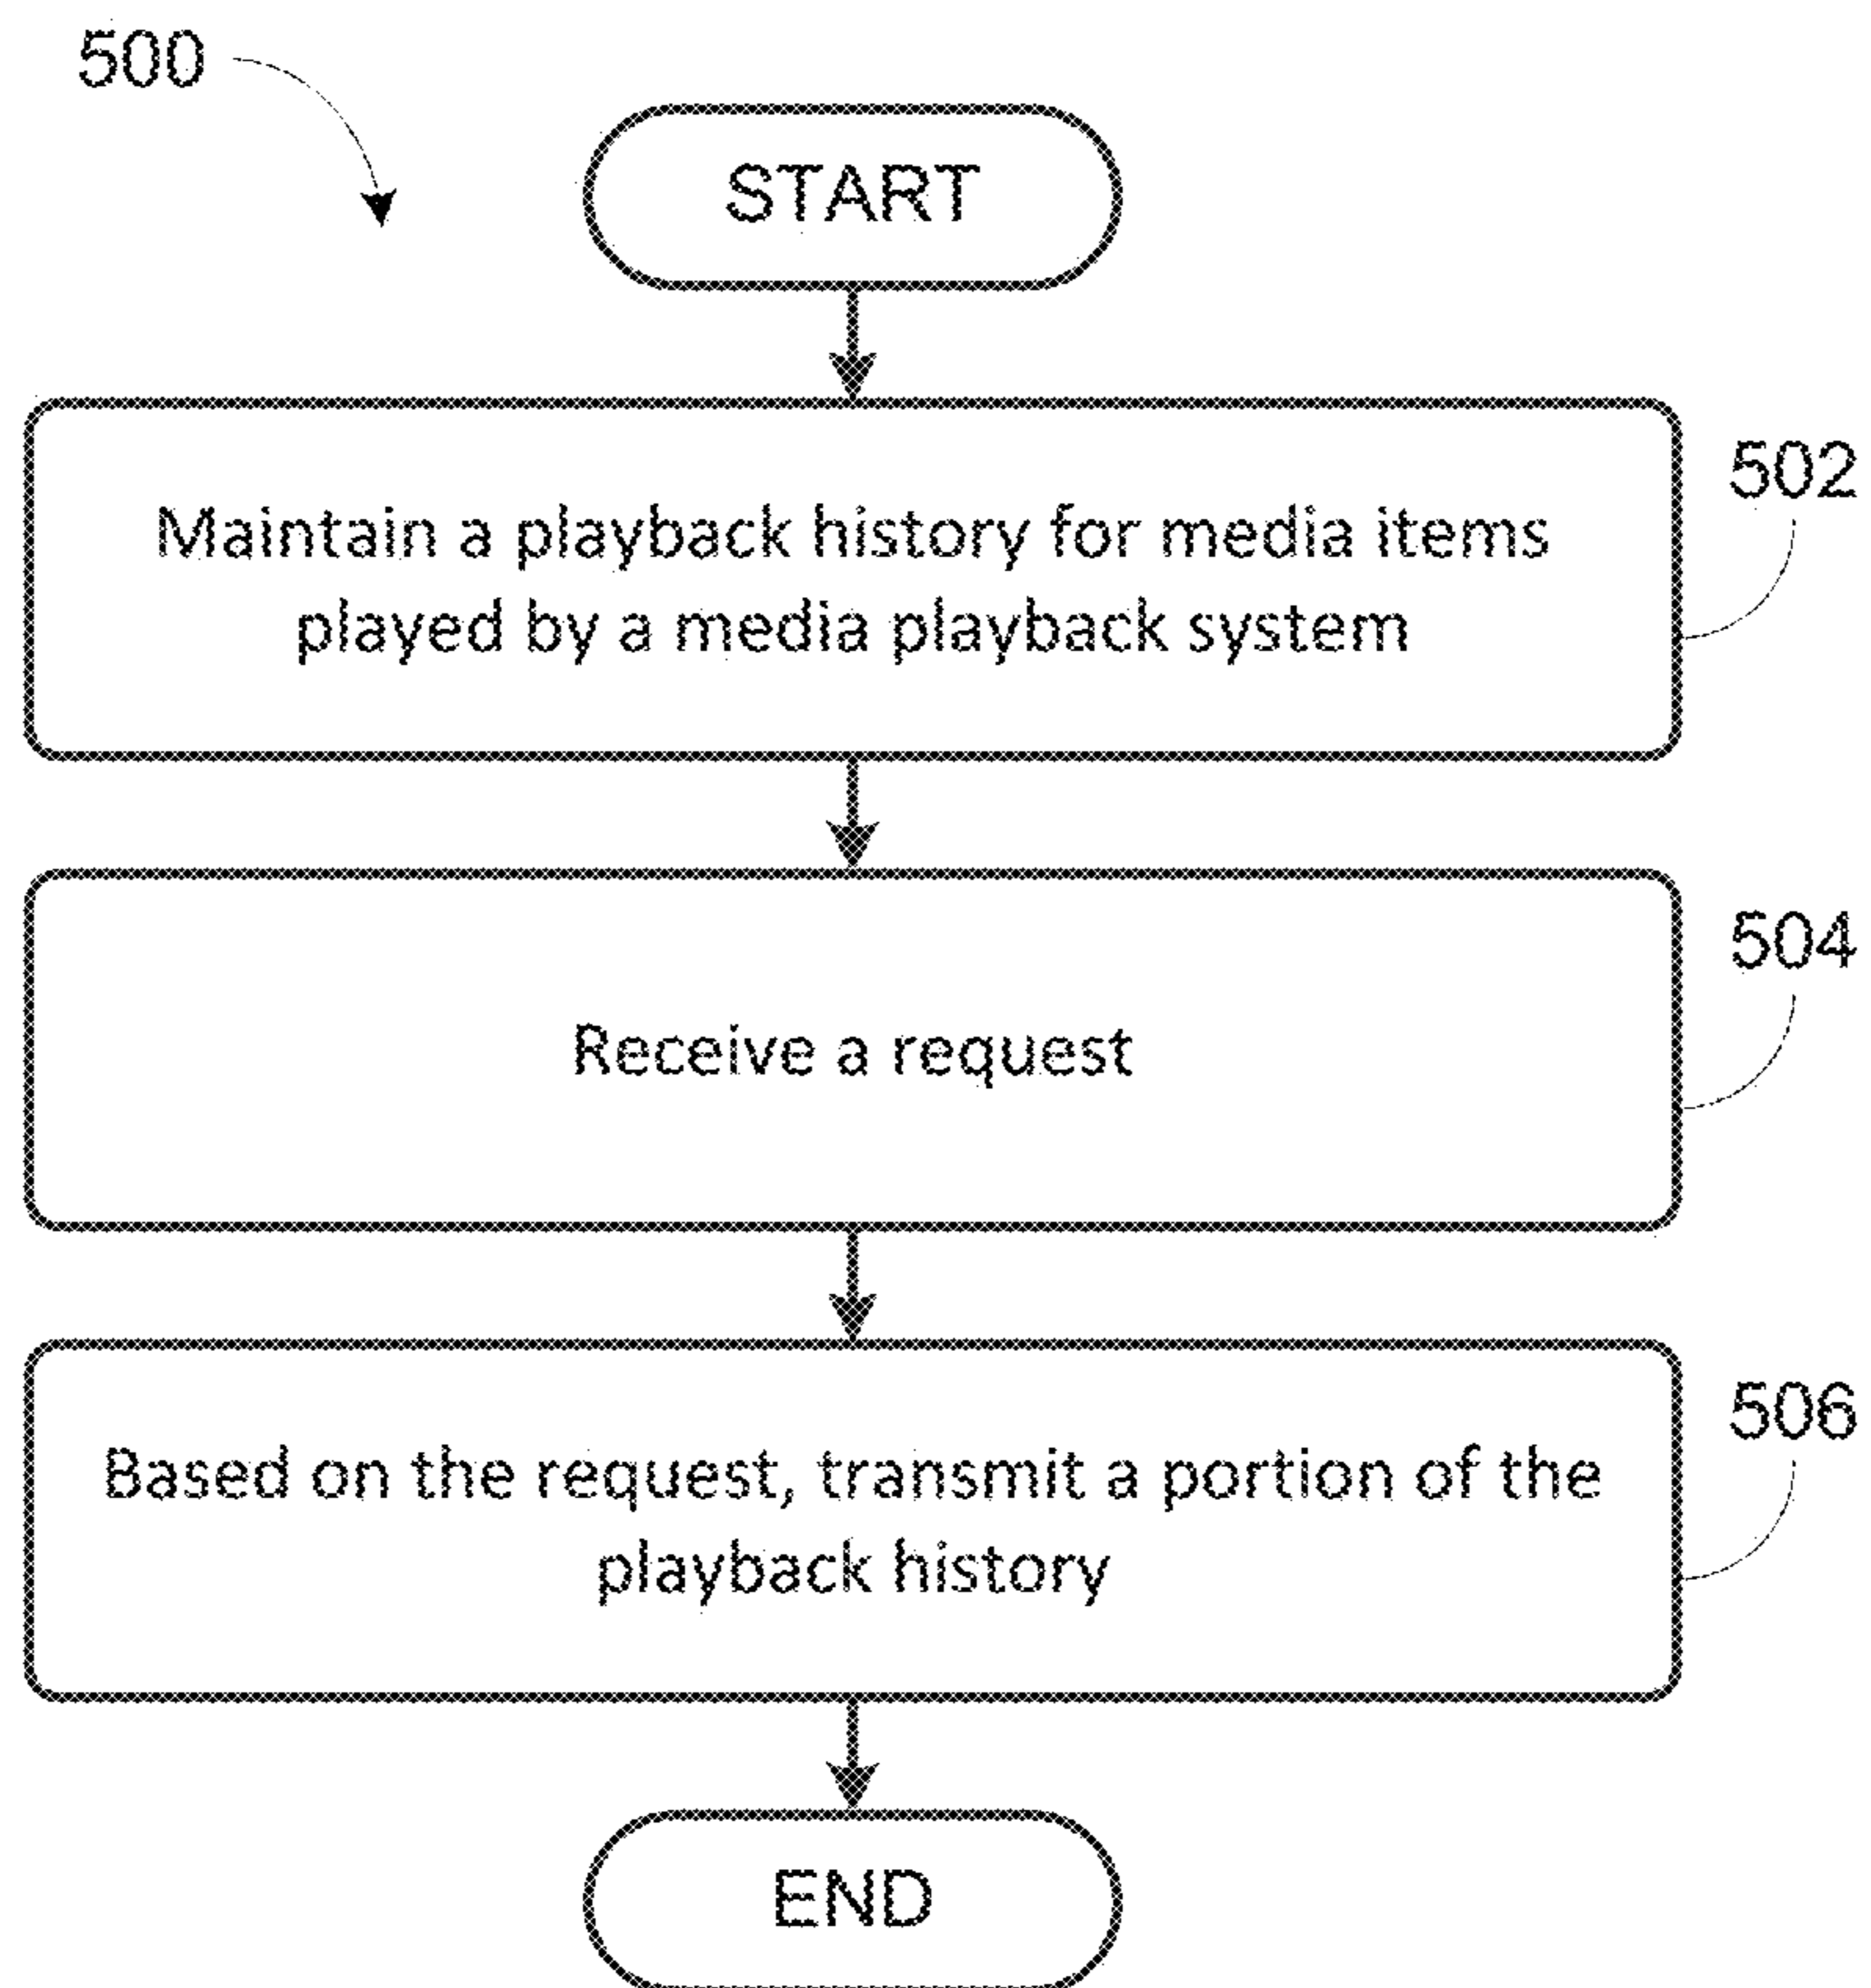 500
START
502
Maintain a playback history for media items
played by a media playback system
504
Receive a request
506
Based on the request, transmit a portion of the
playback history
END